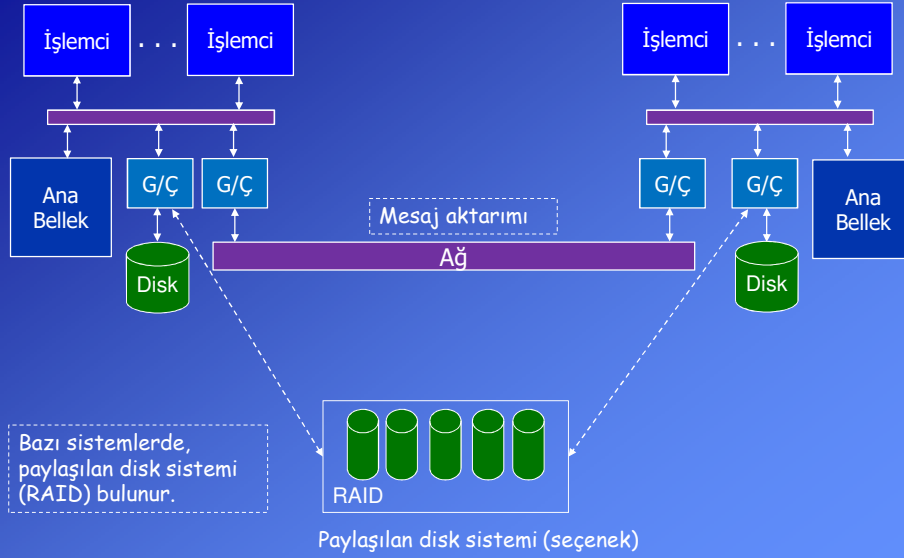 İşlemci . . . İşlemci
İşlemci . . . İşlemci
Ana
Bellek
G/Ç
G/Ç
Mesaj aktarımı
G/Ç
G/Ç
Ana
Bellek
Ağ
Disk
Disk
Bazı sistemlerde,
paylaşılan disk sistemi
(RAID) bulunur.
RAID
Paylaşılan disk sistemi (seçenek)